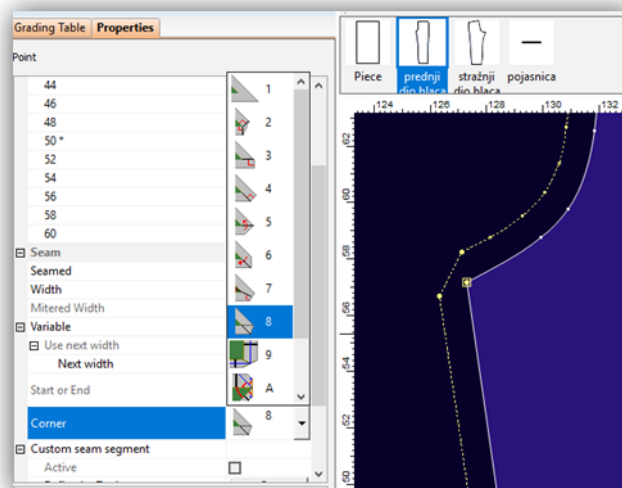 Grading Table Properties
Point
44
46
48
50 *
52
54
56
58
60
Seam
Seamed
Width
Mitered Width
Variable
Use next width
Next width
Start or End
Corner
8
Custom seam segment
Active
1
2
3
4
5
6
7
8
9
A
Piece
prednji
dio hlaca
stražnji
dio hlaca
pojasnica
124 126 128 130 132
62
60
58
56
54
52
50